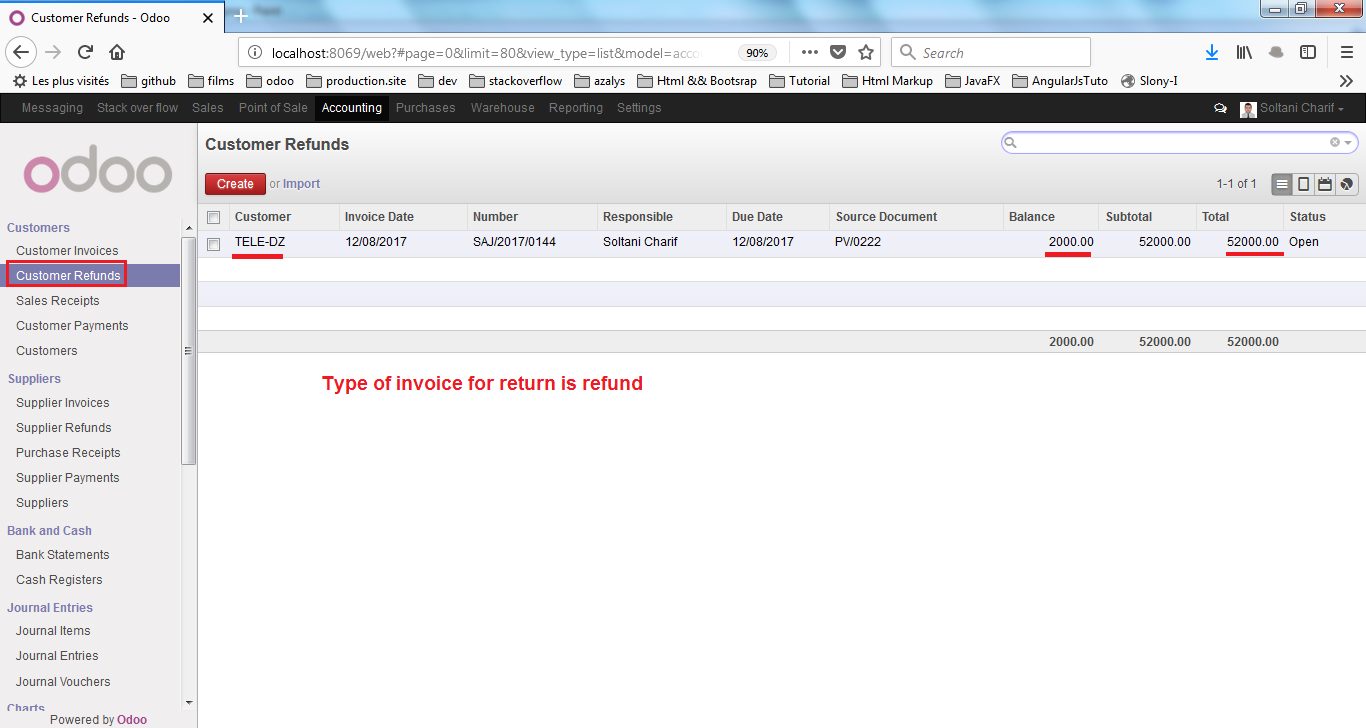 Customer Refunds - Odoo
localhost:8069/web?#page=0&limit=80&view_type=list&model=acco
90%
Search
Les plus visités
github
films
odoo
production.site
dev
stackoverflow
azalys
Html && Bootsrap
Tutorial
Html Markup
JavaFX
AngularJsTuto
Slony-I
Messaging Stack over flow Sales Point of Sale Accounting Purchases Warehouse Reporting Settings
Soltani Charif
odoo
Customers
Customer Invoices
Customer Refunds
Sales Receipts
Customer Payments
Customers
Suppliers
Supplier Invoices
Supplier Refunds
Purchase Receipts
Supplier Payments
Suppliers
Bank and Cash
Bank Statements
Cash Registers
Journal Entries
Journal Items
Journal Entries
Journal Vouchers
Charts
Powered by Odoo
Customer Refunds
Create or Import
1-1 of 1
Customer Invoice Date Number Responsible Due Date Source Document Balance Subtotal Total Status
TELE-DZ 12/08/2017 SAJ/2017/0144 Soltani Charif 12/08/2017 PV/0222 2000.00 52000.00 52000.00 Open
2000.00 52000.00 52000.00
Type of invoice for return is refund